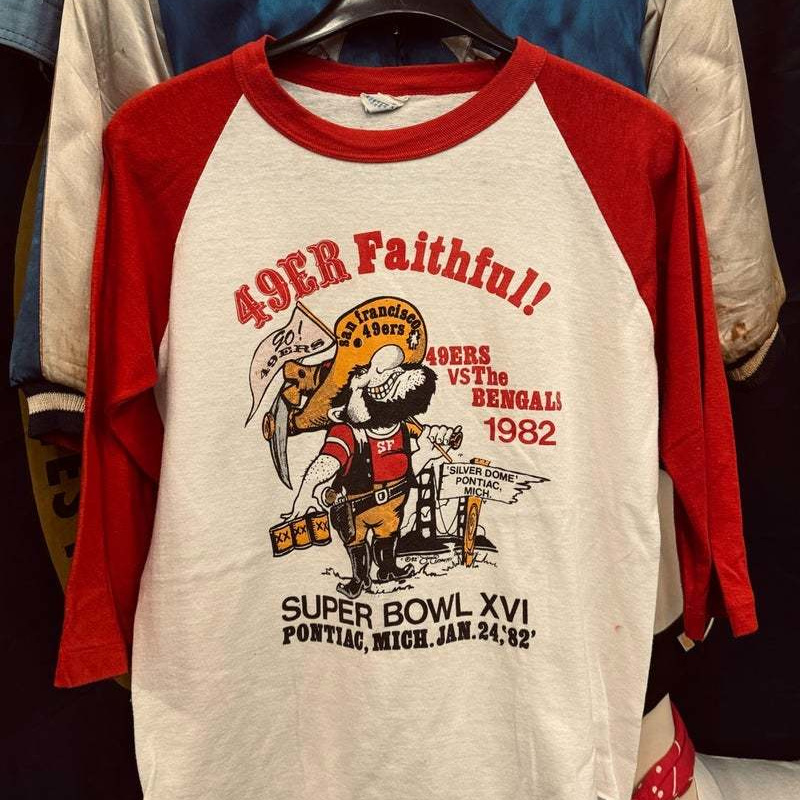 49ER Faithful!
san francisco
49ers
GO!
49ERS
49ERS
VS The
BENGALS
1982
SF
'SILVER DOME'
PONTIAC,
MICH.
XX XX XX
SUPER BOWL XVI
PONTIAC, MICH. JAN. 24, '82'